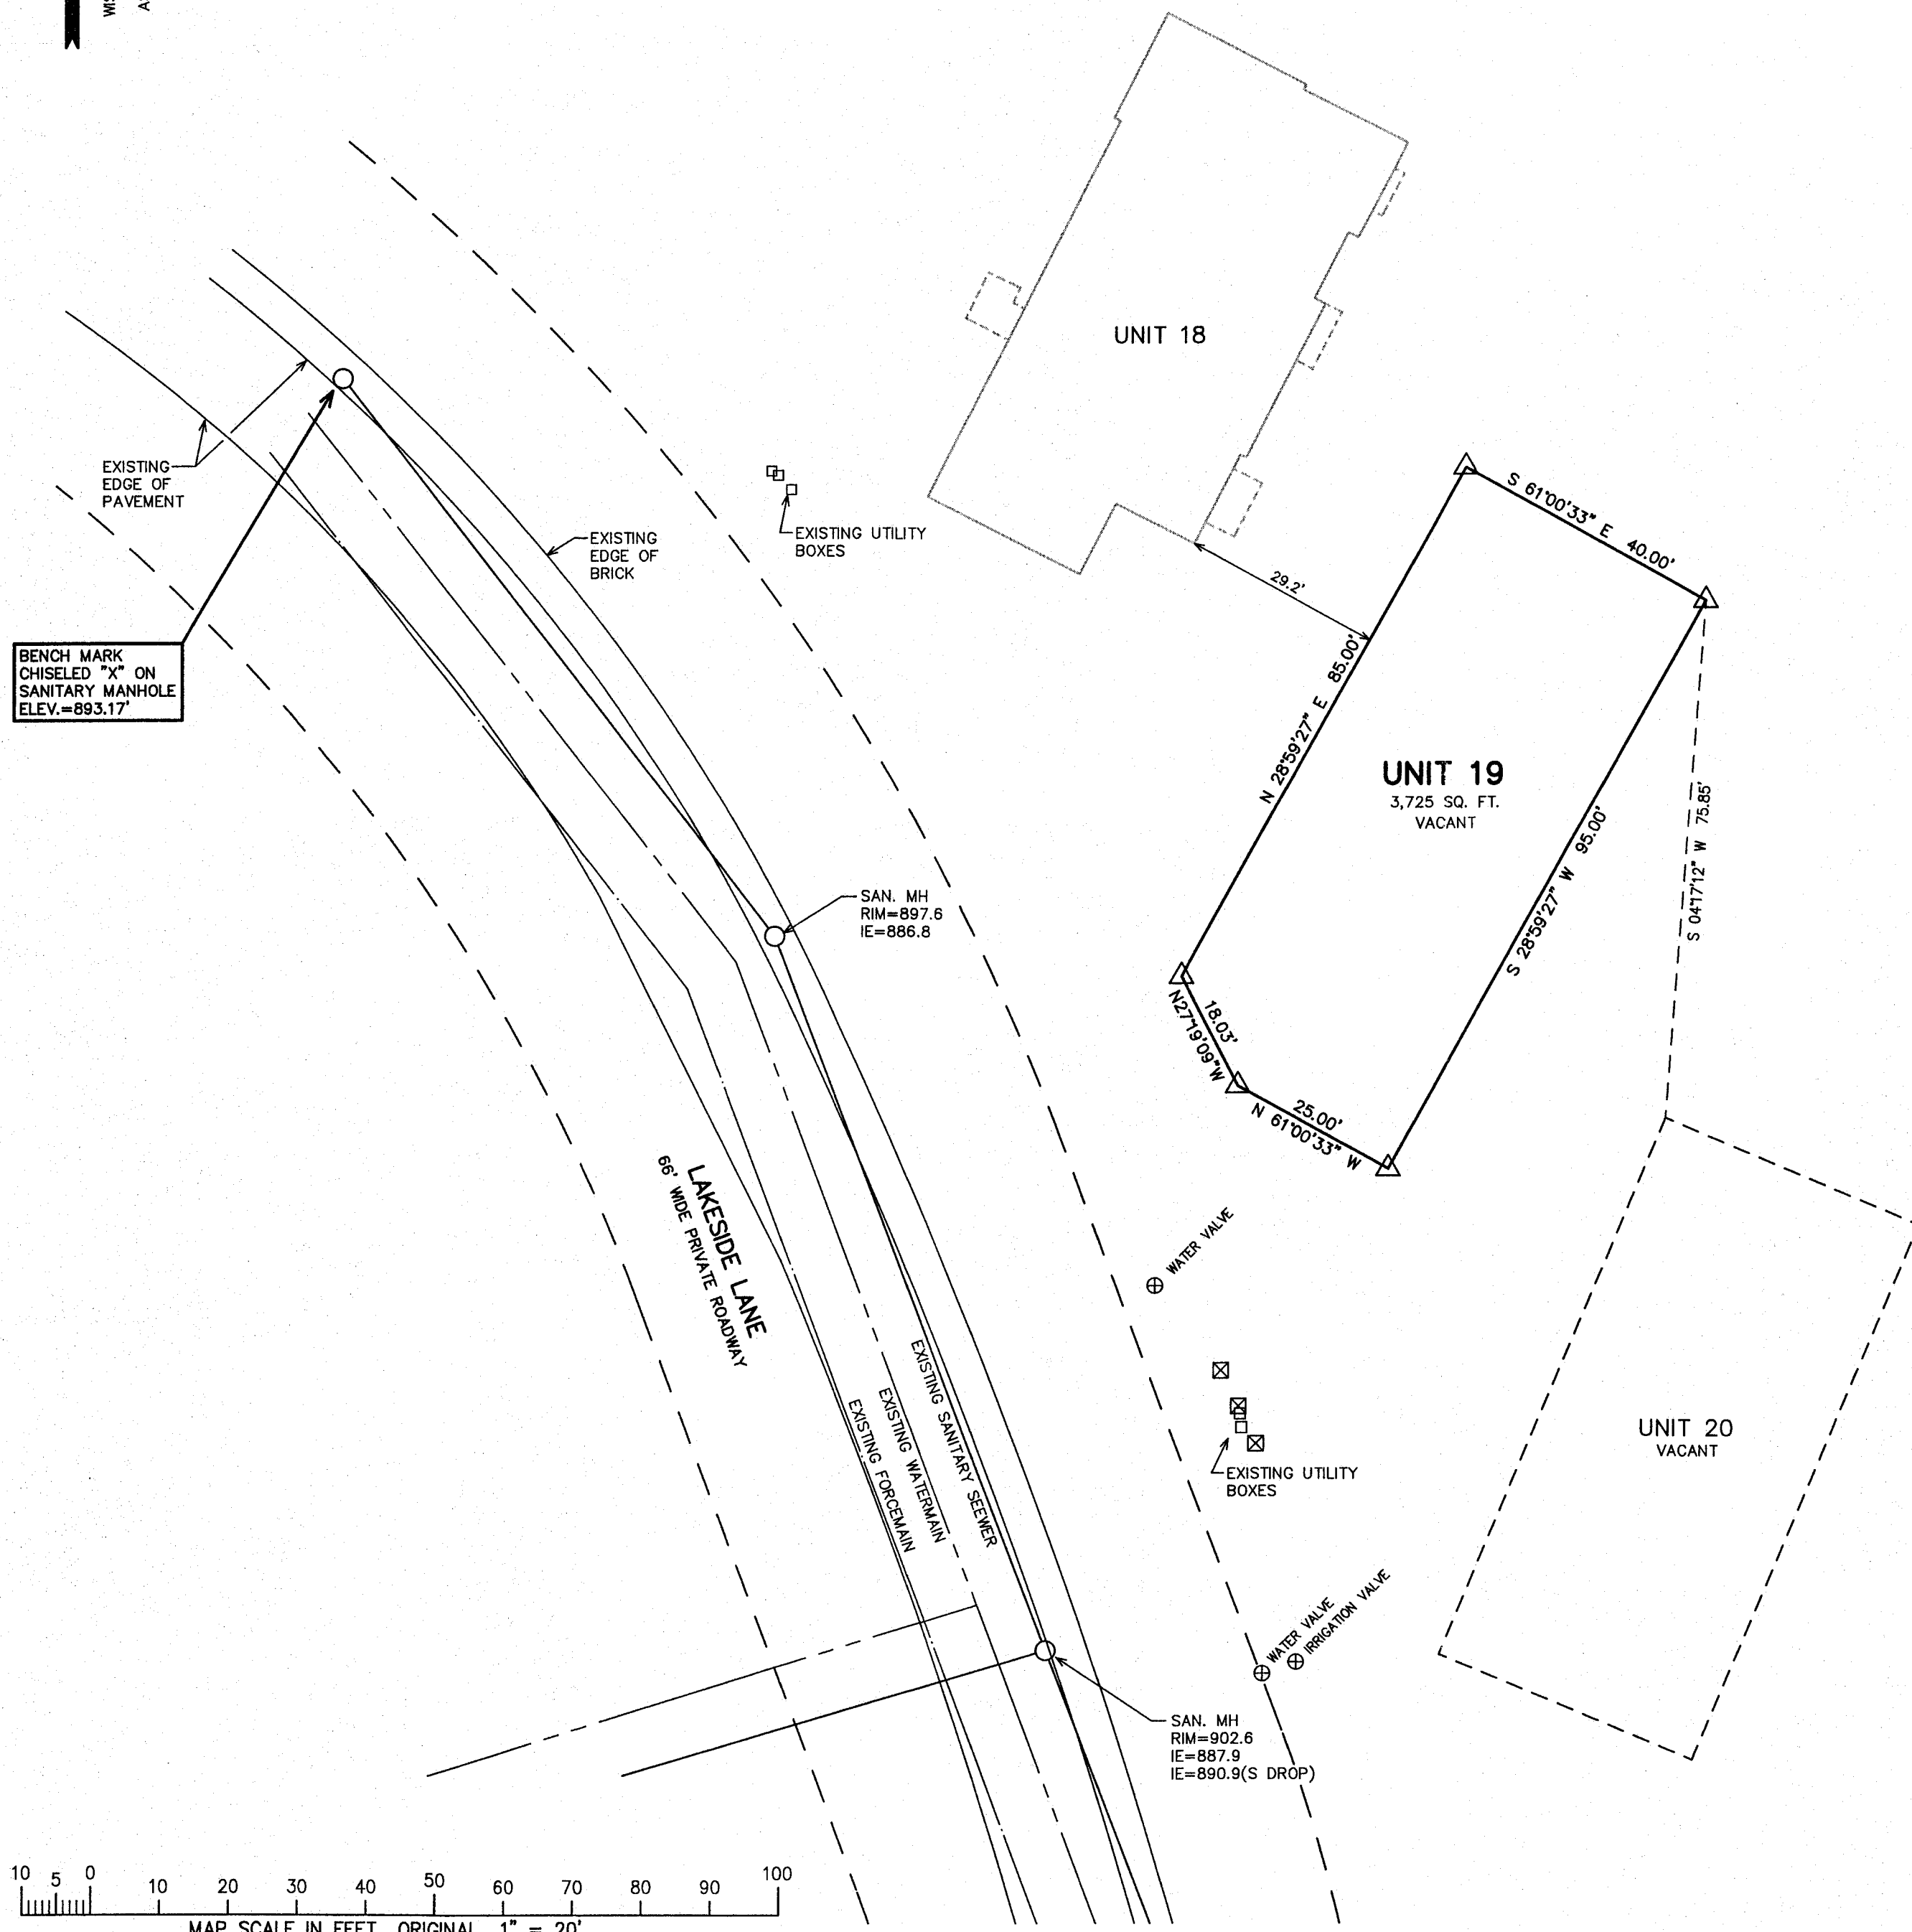 UNIT 18
EXISTING
EDGE OF
PAVEMENT
EXISTING
EDGE OF
BRICK
EXISTING UTILITY
BOXES
S 61°00'33" E 40.00'
29.2'
BENCH MARK
CHISELED "X" ON
SANITARY MANHOLE
ELEV.=893.17'
N 28°59'27" E 85.00'
UNIT 19
3,725 SQ. FT.
VACANT
S 28°59'27" W 95.00'
S 04°17'12" W 75.85'
SAN. MH
RIM=897.6
IE=886.8
18.03'
N27°19'09"W
25.00'
N 61°00'33" W
LAKESIDE LANE
66' WIDE PRIVATE ROADWAY
WATER VALVE
EXISTING FORCEMAIN
EXISTING WATERMAIN
EXISTING SANITARY SEEWER
EXISTING UTILITY
BOXES
UNIT 20
VACANT
WATER VALVE
IRRIGATION VALVE
SAN. MH
RIM=902.6
IE=887.9
IE=890.9(S DROP)
10 5 0 10 20 30 40 50 60 70 80 90 100
MAP SCALE IN FEET ORIGINAL 1" = 20'